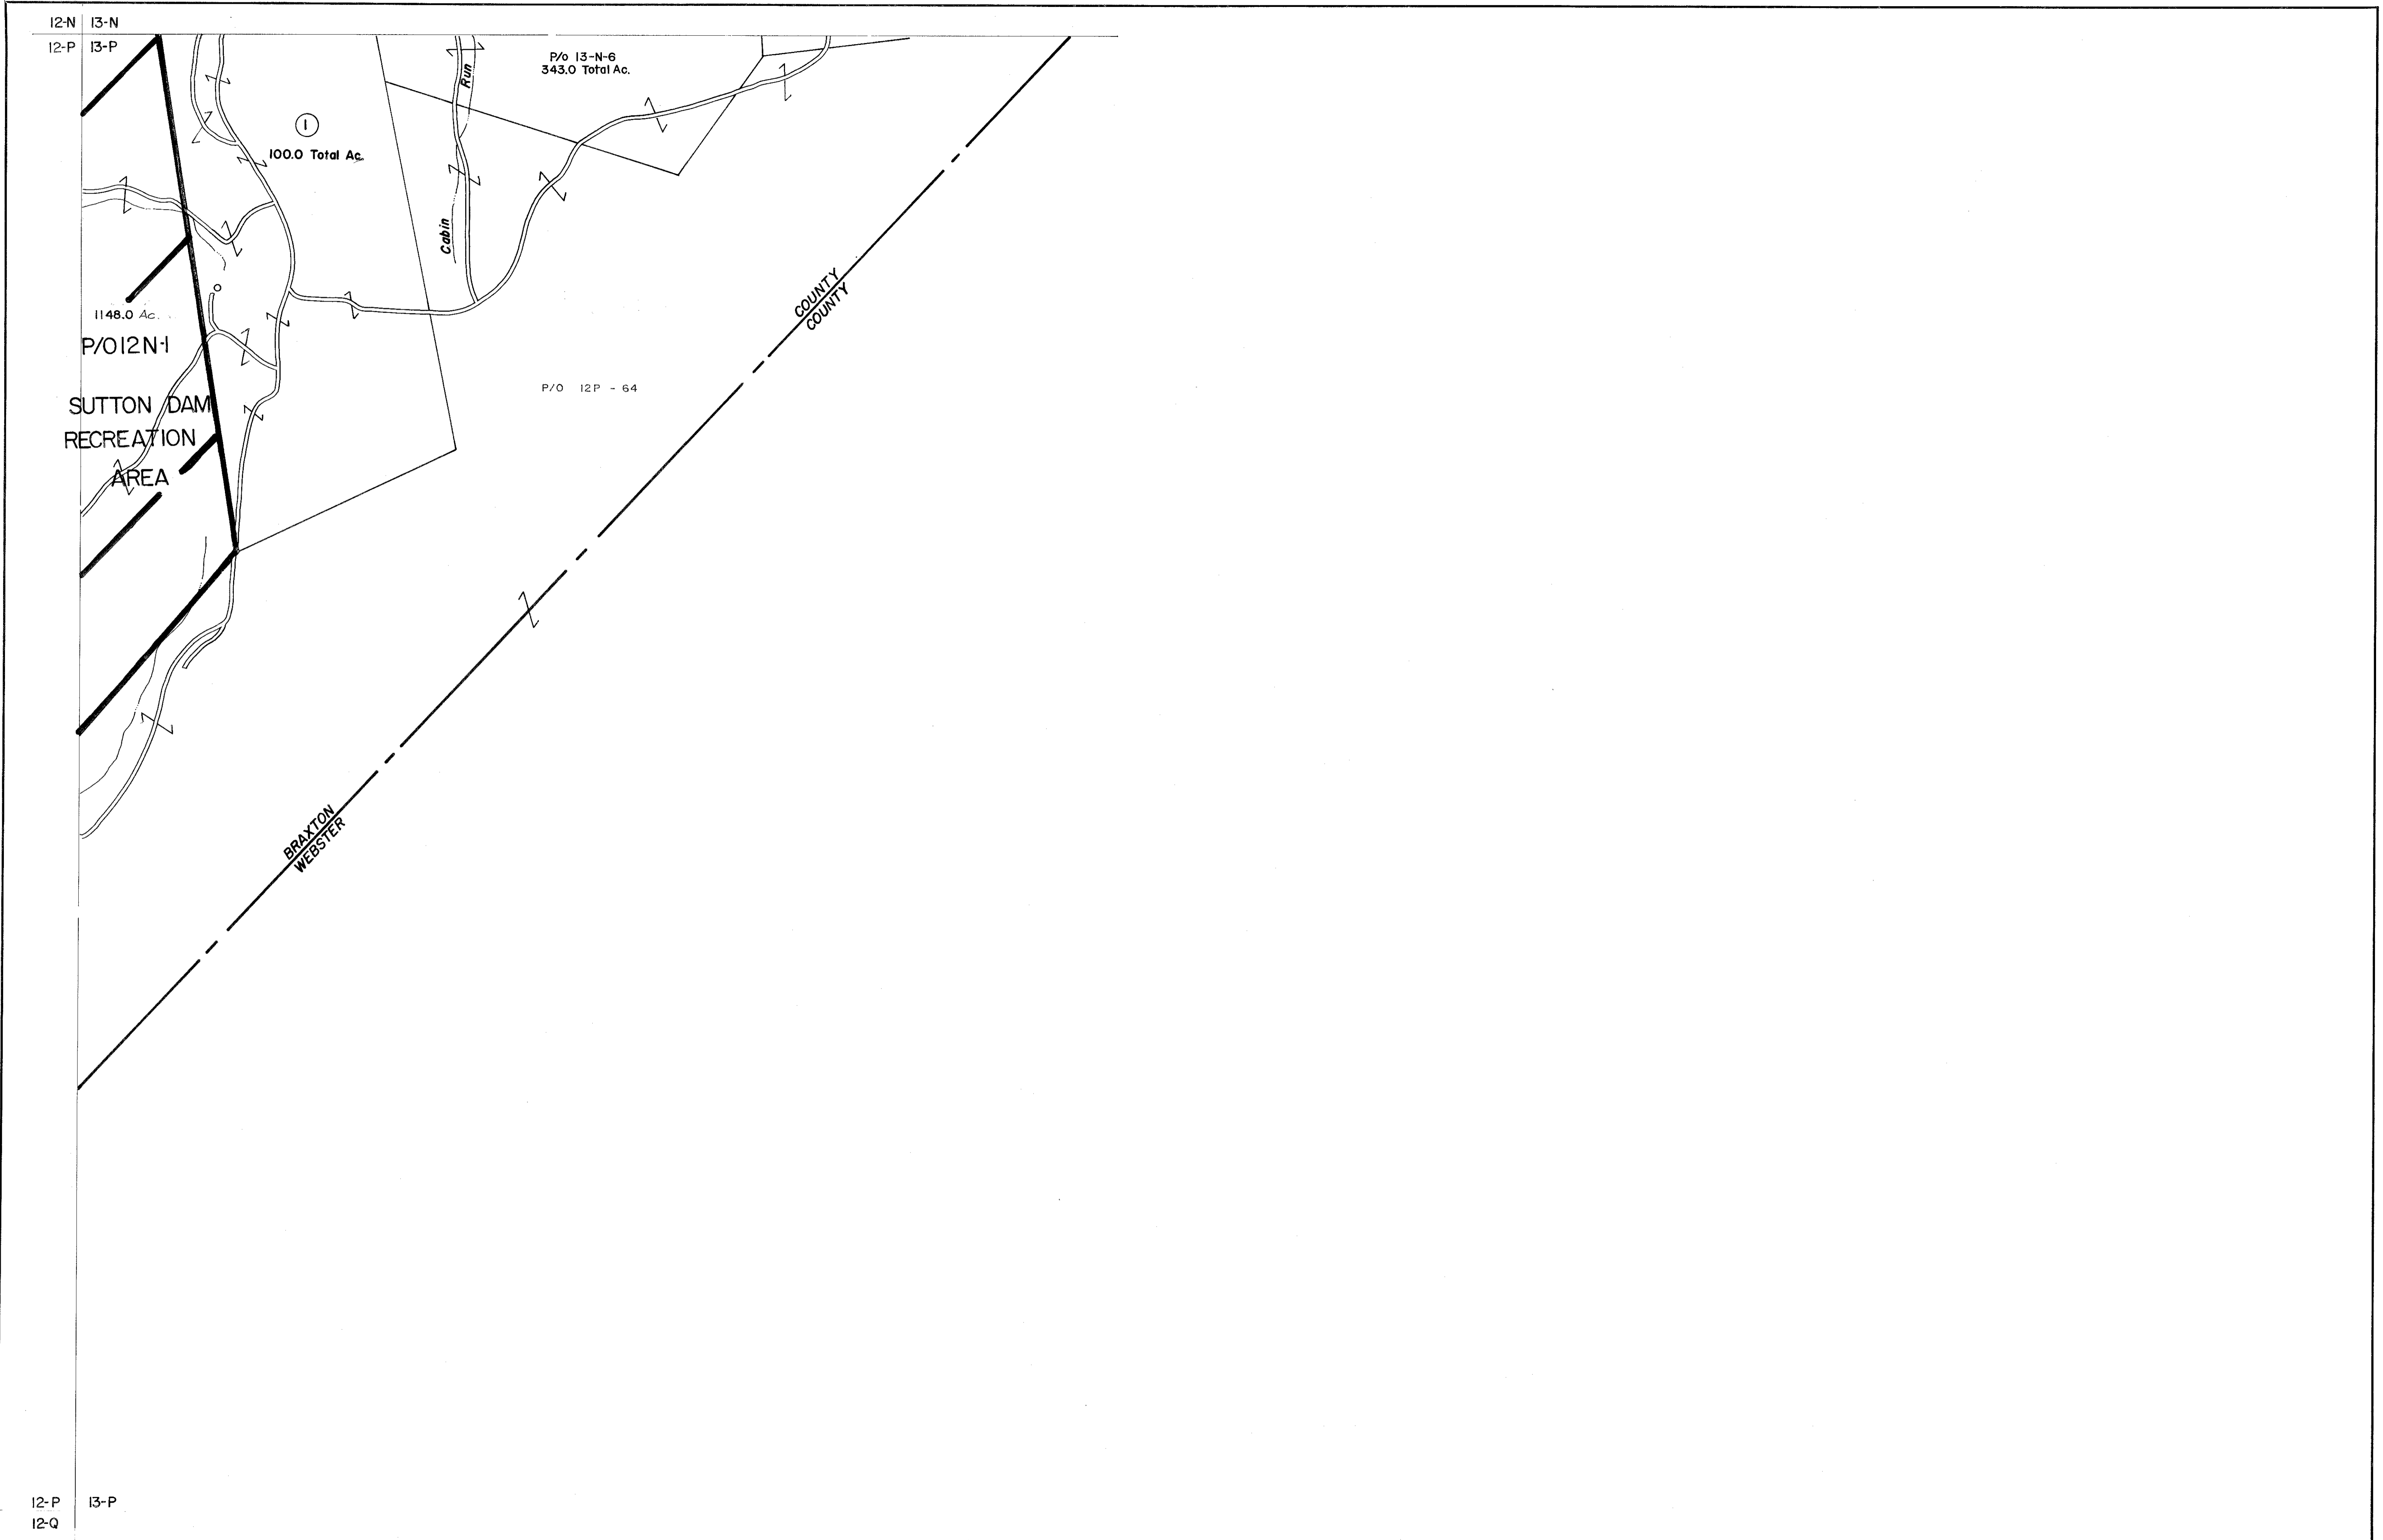 12-N 13-N
12-P 13-P
P/o 13-N-6
343.0 Total Ac.
Run
1
100.0 Total Ac.
Cabin
COUNTY
COUNTY
1148.0 Ac.
P/O12N-1
P/O 12P - 64
SUTTON DAM
RECREATION
AREA
BRAXTON
WEBSTER
12-P 13-P
12-Q